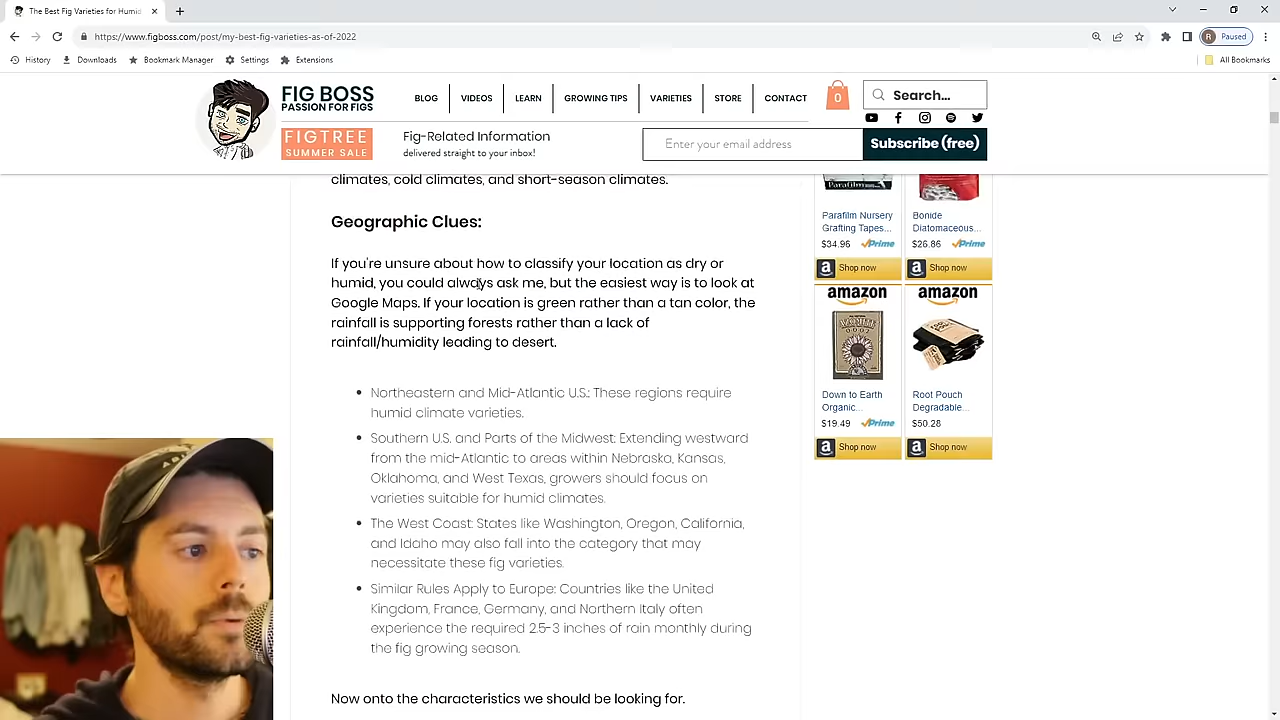 The Best Fig Varieties for Humid
https://www.figboss.com/post/my-best-fig-varieties-as-of-2022
R Paused
History Downloads Bookmark Manager Settings Extensions All Bookmarks
FIG BOSS
PASSION FOR FIGS
BLOG VIDEOS LEARN GROWING TIPS VARIETIES STORE CONTACT
0
Search...
FIGTREE
SUMMER SALE
Fig-Related Information
delivered straight to your inbox!
Enter your email address
Subscribe (free)
climates, cold climates, and short-season climates.
Geographic Clues:
If you're unsure about how to classify your location as dry or
humid, you could always ask me, but the easiest way is to look at
Google Maps. If your location is green rather than a tan color, the
rainfall is supporting forests rather than a lack of
rainfall/humidity leading to desert.
• Northeastern and Mid-Atlantic U.S.: These regions require
humid climate varieties.
• Southern U.S. and Parts of the Midwest: Extending westward
from the mid-Atlantic to areas within Nebraska, Kansas,
Oklahoma, and West Texas, growers should focus on
varieties suitable for humid climates.
• The West Coast: States like Washington, Oregon, California,
and Idaho may also fall into the category that may
necessitate these fig varieties.
• Similar Rules Apply to Europe: Countries like the United
Kingdom, France, Germany, and Northern Italy often
experience the required 2.5-3 inches of rain monthly during
the fig growing season.
Now onto the characteristics we should be looking for.
Parafilm
Parafilm Nursery
Grafting Tapes...
$34.96 Prime
a Shop now
Bonide
Diatomaceous...
$26.86 Prime
a Shop now
amazon
Down to Earth
Organic...
$19.49 Prime
a Shop now
amazon
Root Pouch
Degradable...
$50.28
a Shop now